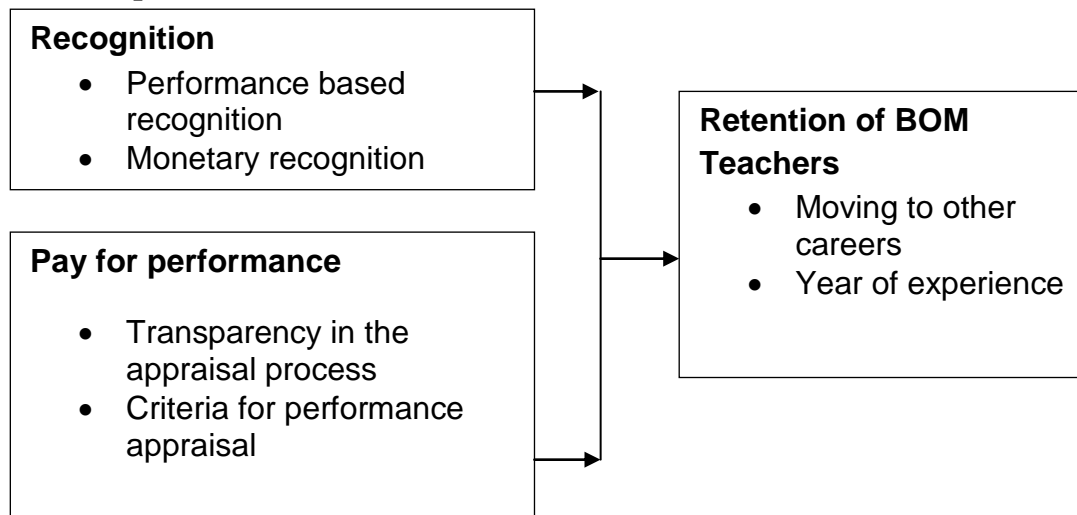 Recognition
• Performance based
recognition
• Monetary recognition
Pay for performance
• Transparency in the
appraisal process
• Criteria for performance
appraisal
Retention of BOM
Teachers
• Moving to other
careers
• Year of experience